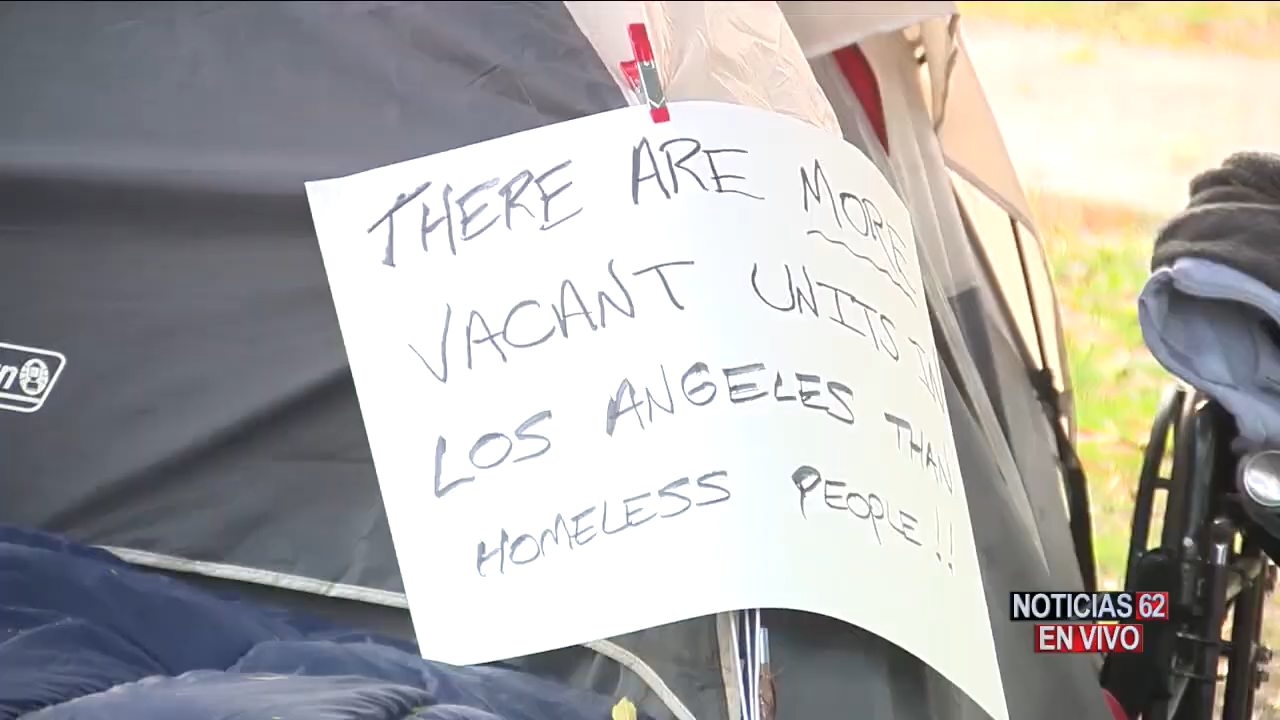 THERE ARE MORE
VACANT UNITS IN
LOS ANGELES THAN
HOMELESS PEOPLE!!
NOTICIAS 62
EN VIVO